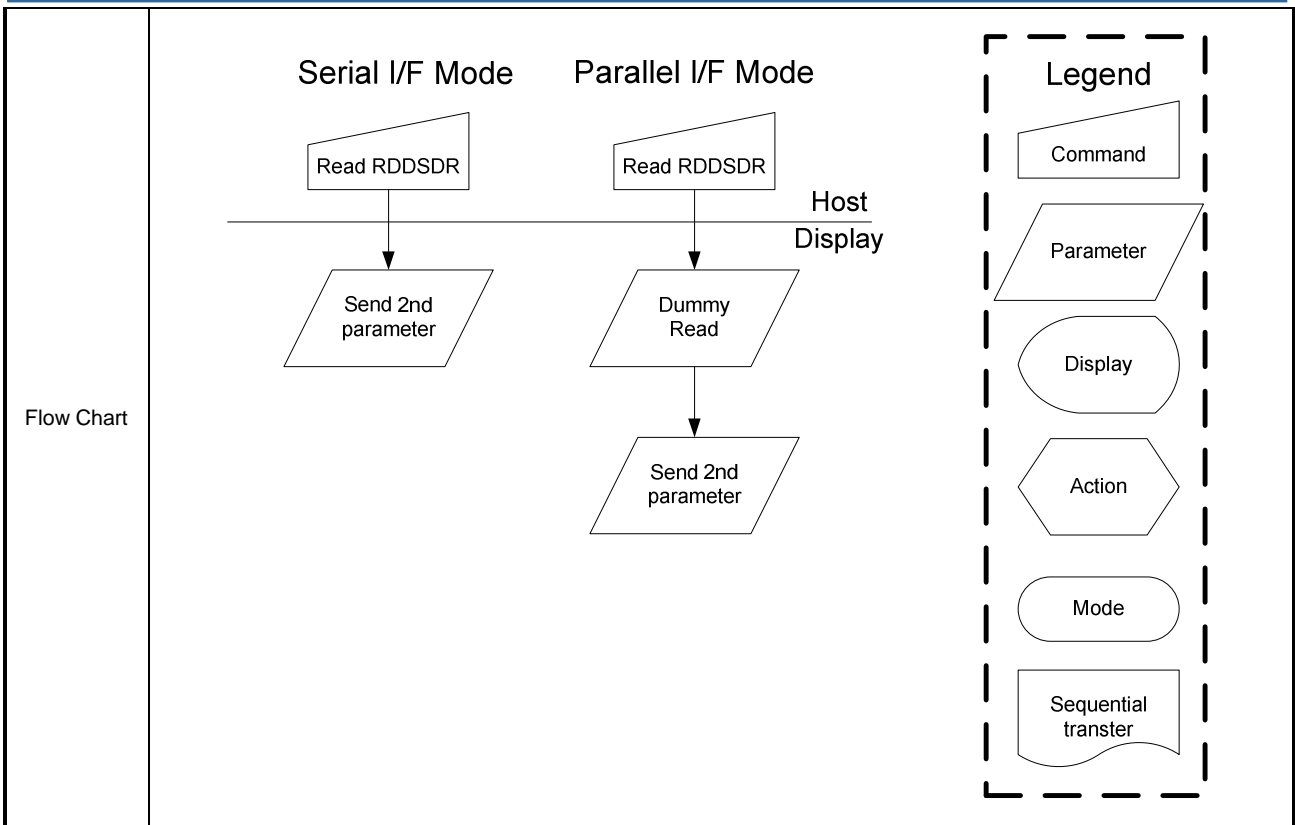 Flow Chart
Serial I/F Mode
Parallel I/F Mode
Read RDDSDR
Read RDDSDR
Host
Display
Send 2nd
parameter
Dummy
Read
Send 2nd
parameter
Legend
Command
Parameter
Display
Action
Mode
Sequential
transter